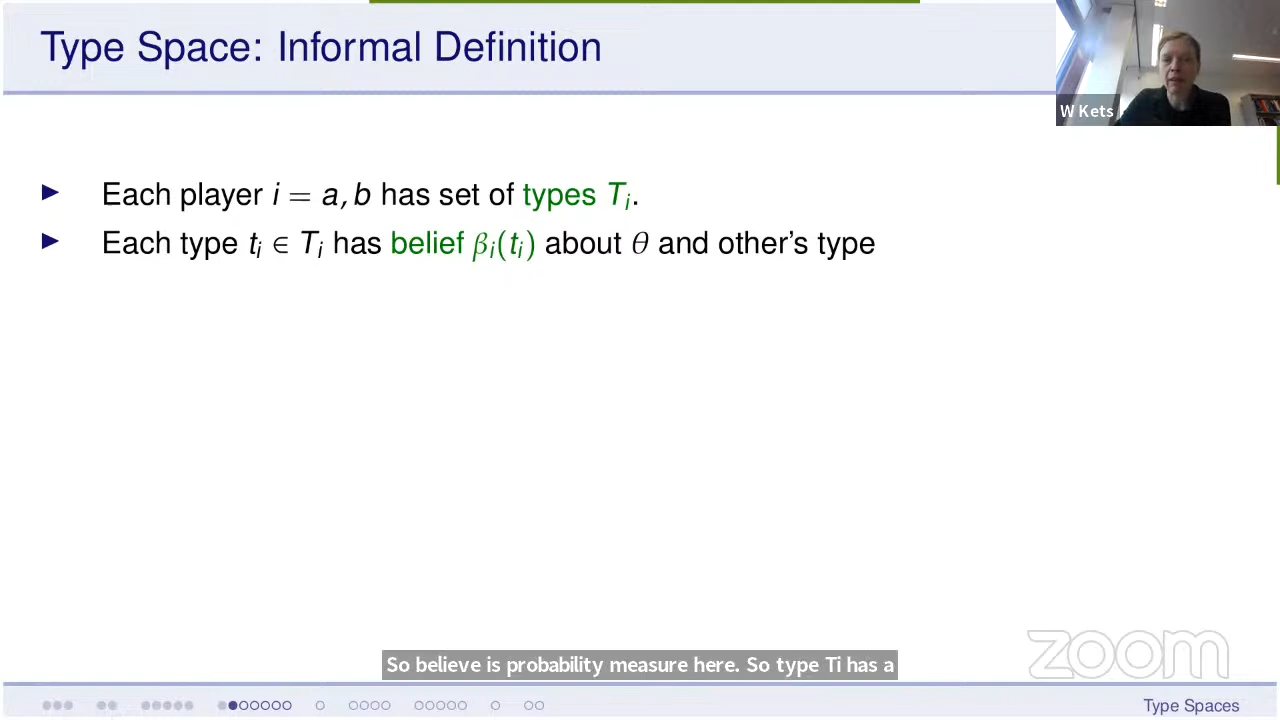 Type Space: Informal Definition
W Kets
▶ Each player i = a, b has set of types Tᵢ.
▶ Each type tᵢ ∈ Tᵢ has belief βᵢ(tᵢ) about θ and other's type
zoom
So believe is probability measure here. So type Ti has a
Type Spaces